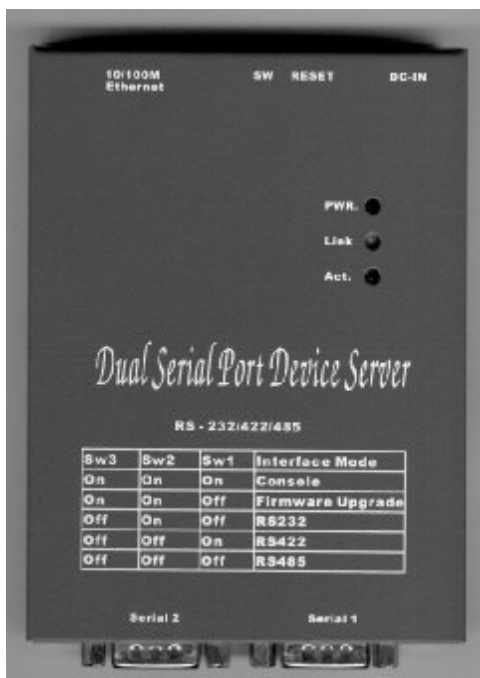 10/100M SW RESET DC-IN
Ethernet
PWR.
Link
Act.
Dual Serial Port Device Server
RS-232/422/485
Sw3 Sw2 Sw1 Interface Mode
On On On Console
On On Off Firmware Upgrade
Off On Off RS232
Off Off On RS422
Off Off Off RS485
Serial 2 Serial 1